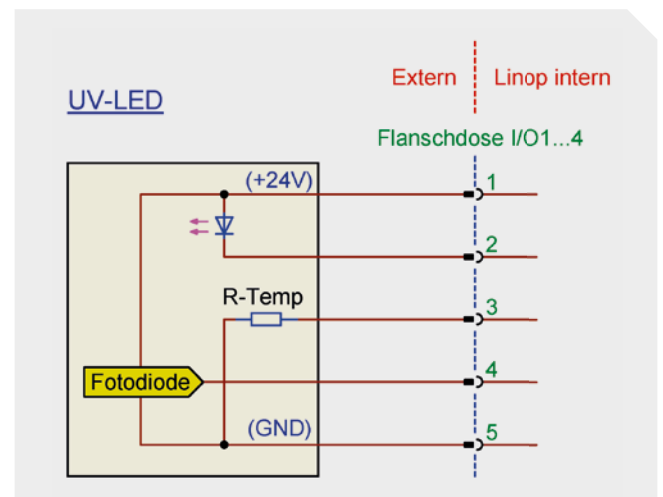 Extern
Linop intern
UV-LED
Flanschdose I/O1...4
(+24V)
1
2
R-Temp
3
Fotodiode
4
(GND)
5